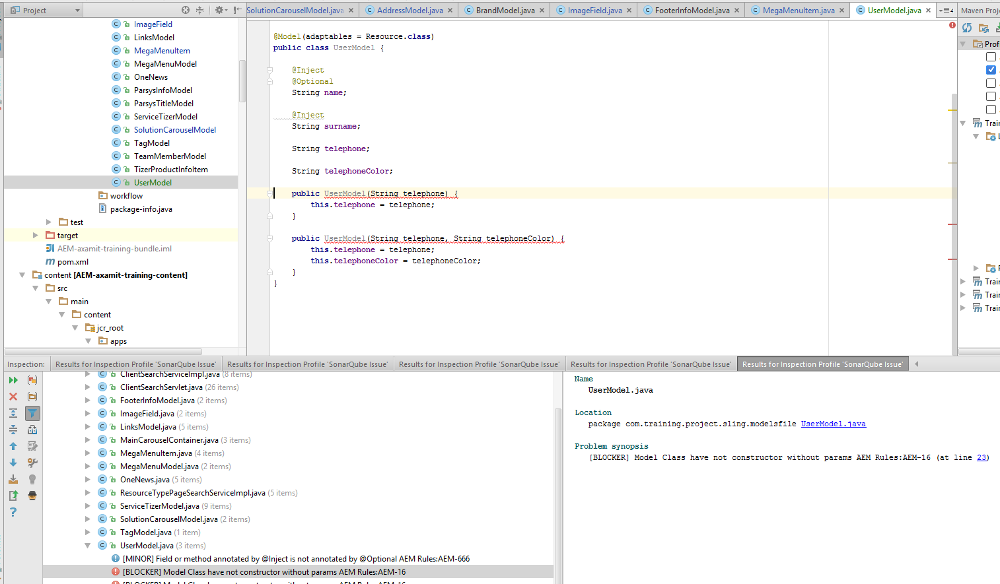 Project
SolutionCarouselModel.java
AddressModel.java
BrandModel.java
ImageField.java
FooterInfoModel.java
MegaMenuItem.java
UserModel.java
4
Maven Proj
ImageField
LinksModel
MegaMenuItem
MegaMenuModel
OneNews
ParsysInfoModel
ParsysTitleModel
ServiceTizerModel
SolutionCarouselModel
TagModel
TeamMemberModel
TizerProductInfoItem
UserModel
workflow
package-info.java
test
target
AEM-axamit-training-bundle.iml
pom.xml
content [AEM-axamit-training-content]
src
main
content
jcr_root
apps
@Model(adaptables = Resource.class)
public class UserModel {
@Inject
@Optional
String name;
@Inject
String surname;
String telephone;
String telephoneColor;
public UserModel(String telephone) {
this.telephone = telephone;
}
public UserModel(String telephone, String telephoneColor) {
this.telephone = telephone;
this.telephoneColor = telephoneColor;
}
}
Prof
Train
L
Train
Train
Train
Inspection:
Results for Inspection Profile 'SonarQube Issue'
Results for Inspection Profile 'SonarQube Issue'
Results for Inspection Profile 'SonarQube Issue'
Results for Inspection Profile 'SonarQube Issue'
Results for Inspection Profile 'SonarQube Issue'
ClientSearchServiceImpl.java (8 items)
ClientSearchServlet.java (26 items)
FooterInfoModel.java (2 items)
ImageField.java (2 items)
LinksModel.java (5 items)
MainCarouselContainer.java (3 items)
MegaMenuItem.java (4 items)
MegaMenuModel.java (2 items)
OneNews.java (5 items)
ResourceTypePageSearchServiceImpl.java (5 items)
ServiceTizerModel.java (9 items)
SolutionCarouselModel.java (2 items)
TagModel.java (1 item)
UserModel.java (3 items)
[MINOR] Field or method annotated by @Inject is not annotated by @Optional AEM Rules:AEM-666
[BLOCKER] Model Class have not constructor without params AEM Rules:AEM-16
Name
UserModel.java
Location
package com.training.project.sling.modelsfile UserModel.java
Problem synopsis
[BLOCKER] Model Class have not constructor without params AEM Rules:AEM-16 (at line 23)